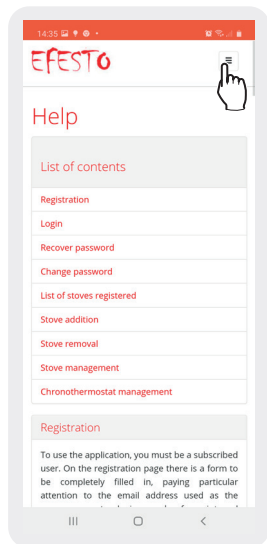 14:35
EFESTO
Help
List of contents
Registration
Login
Recover password
Change password
List of stoves registered
Stove addition
Stove removal
Stove management
Chronothermostat management
Registration
To use the application, you must be a subscribed
user. On the registration page there is a form to
be completely filled in, paying particular
attention to the email address used as the